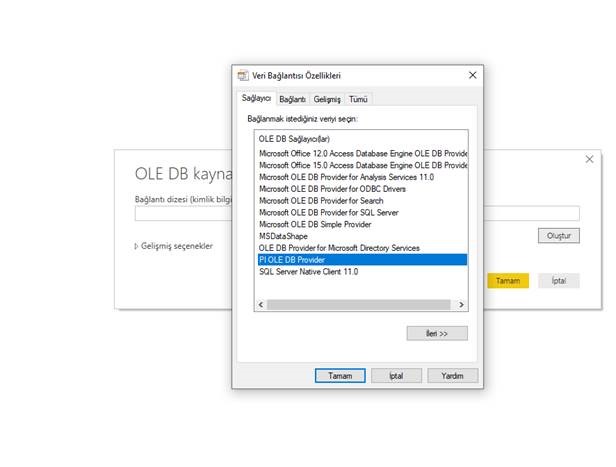 Veri Bağlantısı Özellikleri
Sağlayıcı Bağlantı Gelişmiş Tümü
Bağlanmak istediğiniz veriyi seçin:
OLE DB Sağlayıcı(lar)
Microsoft Office 12.0 Access Database Engine OLE DB Provide
Microsoft Office 15.0 Access Database Engine OLE DB Provide
Microsoft OLE DB Provider for Analysis Services 11.0
Microsoft OLE DB Provider for ODBC Drivers
Microsoft OLE DB Provider for Search
Microsoft OLE DB Provider for SQL Server
Microsoft OLE DB Simple Provider
MSDataShape
OLE DB Provider for Microsoft Directory Services
PI OLE DB Provider
SQL Server Native Client 11.0
İleri >>
Tamam İptal Yardım
OLE DB kayna
Bağlantı dizesi (kimlik bilgi
Oluştur
Gelişmiş seçenekler
Tamam İptal